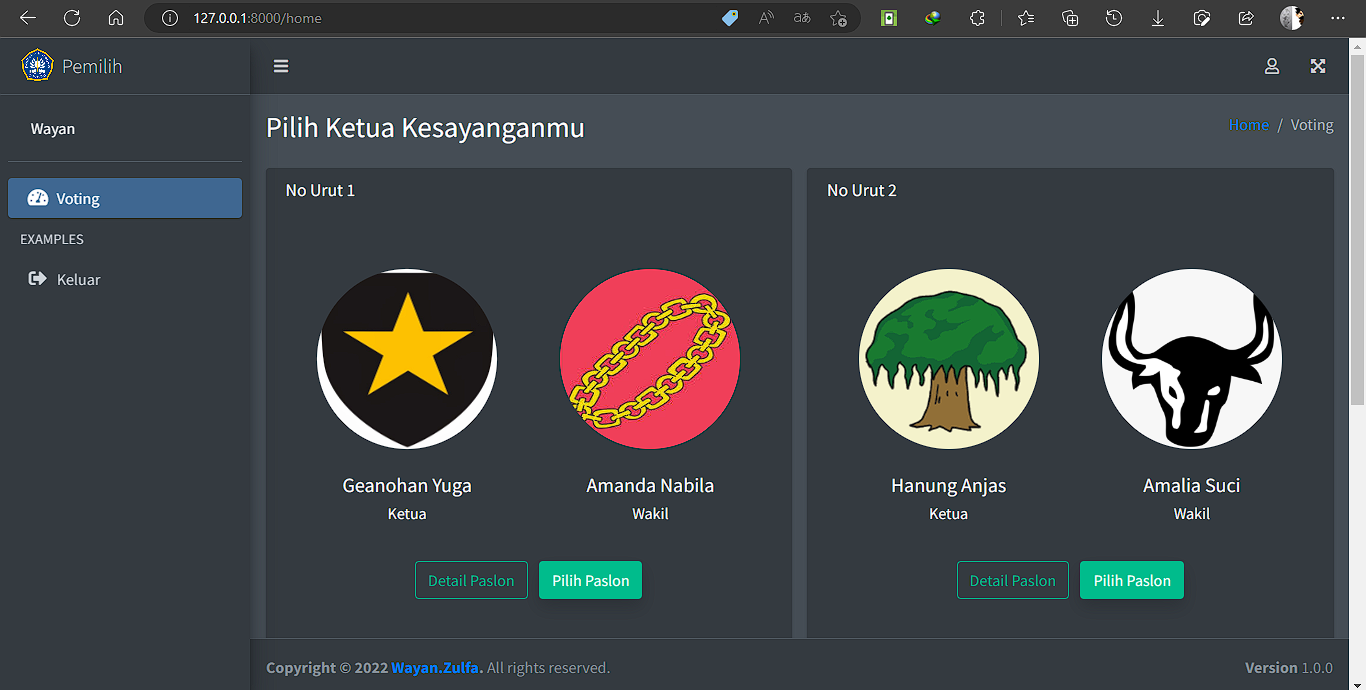 127.0.0.1:8000/home
Pemilih
Wayan
Voting
EXAMPLES
Keluar
Pilih Ketua Kesayanganmu
Home / Voting
No Urut 1
Geanohan Yuga
Ketua
Amanda Nabila
Wakil
Detail Paslon
Pilih Paslon
No Urut 2
Hanung Anjas
Ketua
Amalia Suci
Wakil
Detail Paslon
Pilih Paslon
Copyright © 2022 Wayan.Zulfa. All rights reserved.
Version 1.0.0